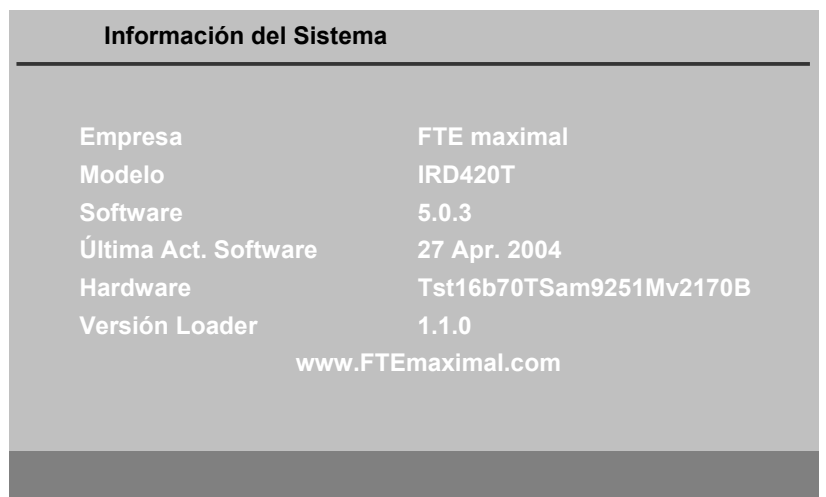 Información del Sistema
Empresa FTE maximal
Modelo IRD420T
Software 5.0.3
Última Act. Software 27 Apr. 2004
Hardware Tst16b70TSam9251Mv2170B
Versión Loader 1.1.0
www.FTEmaximal.com